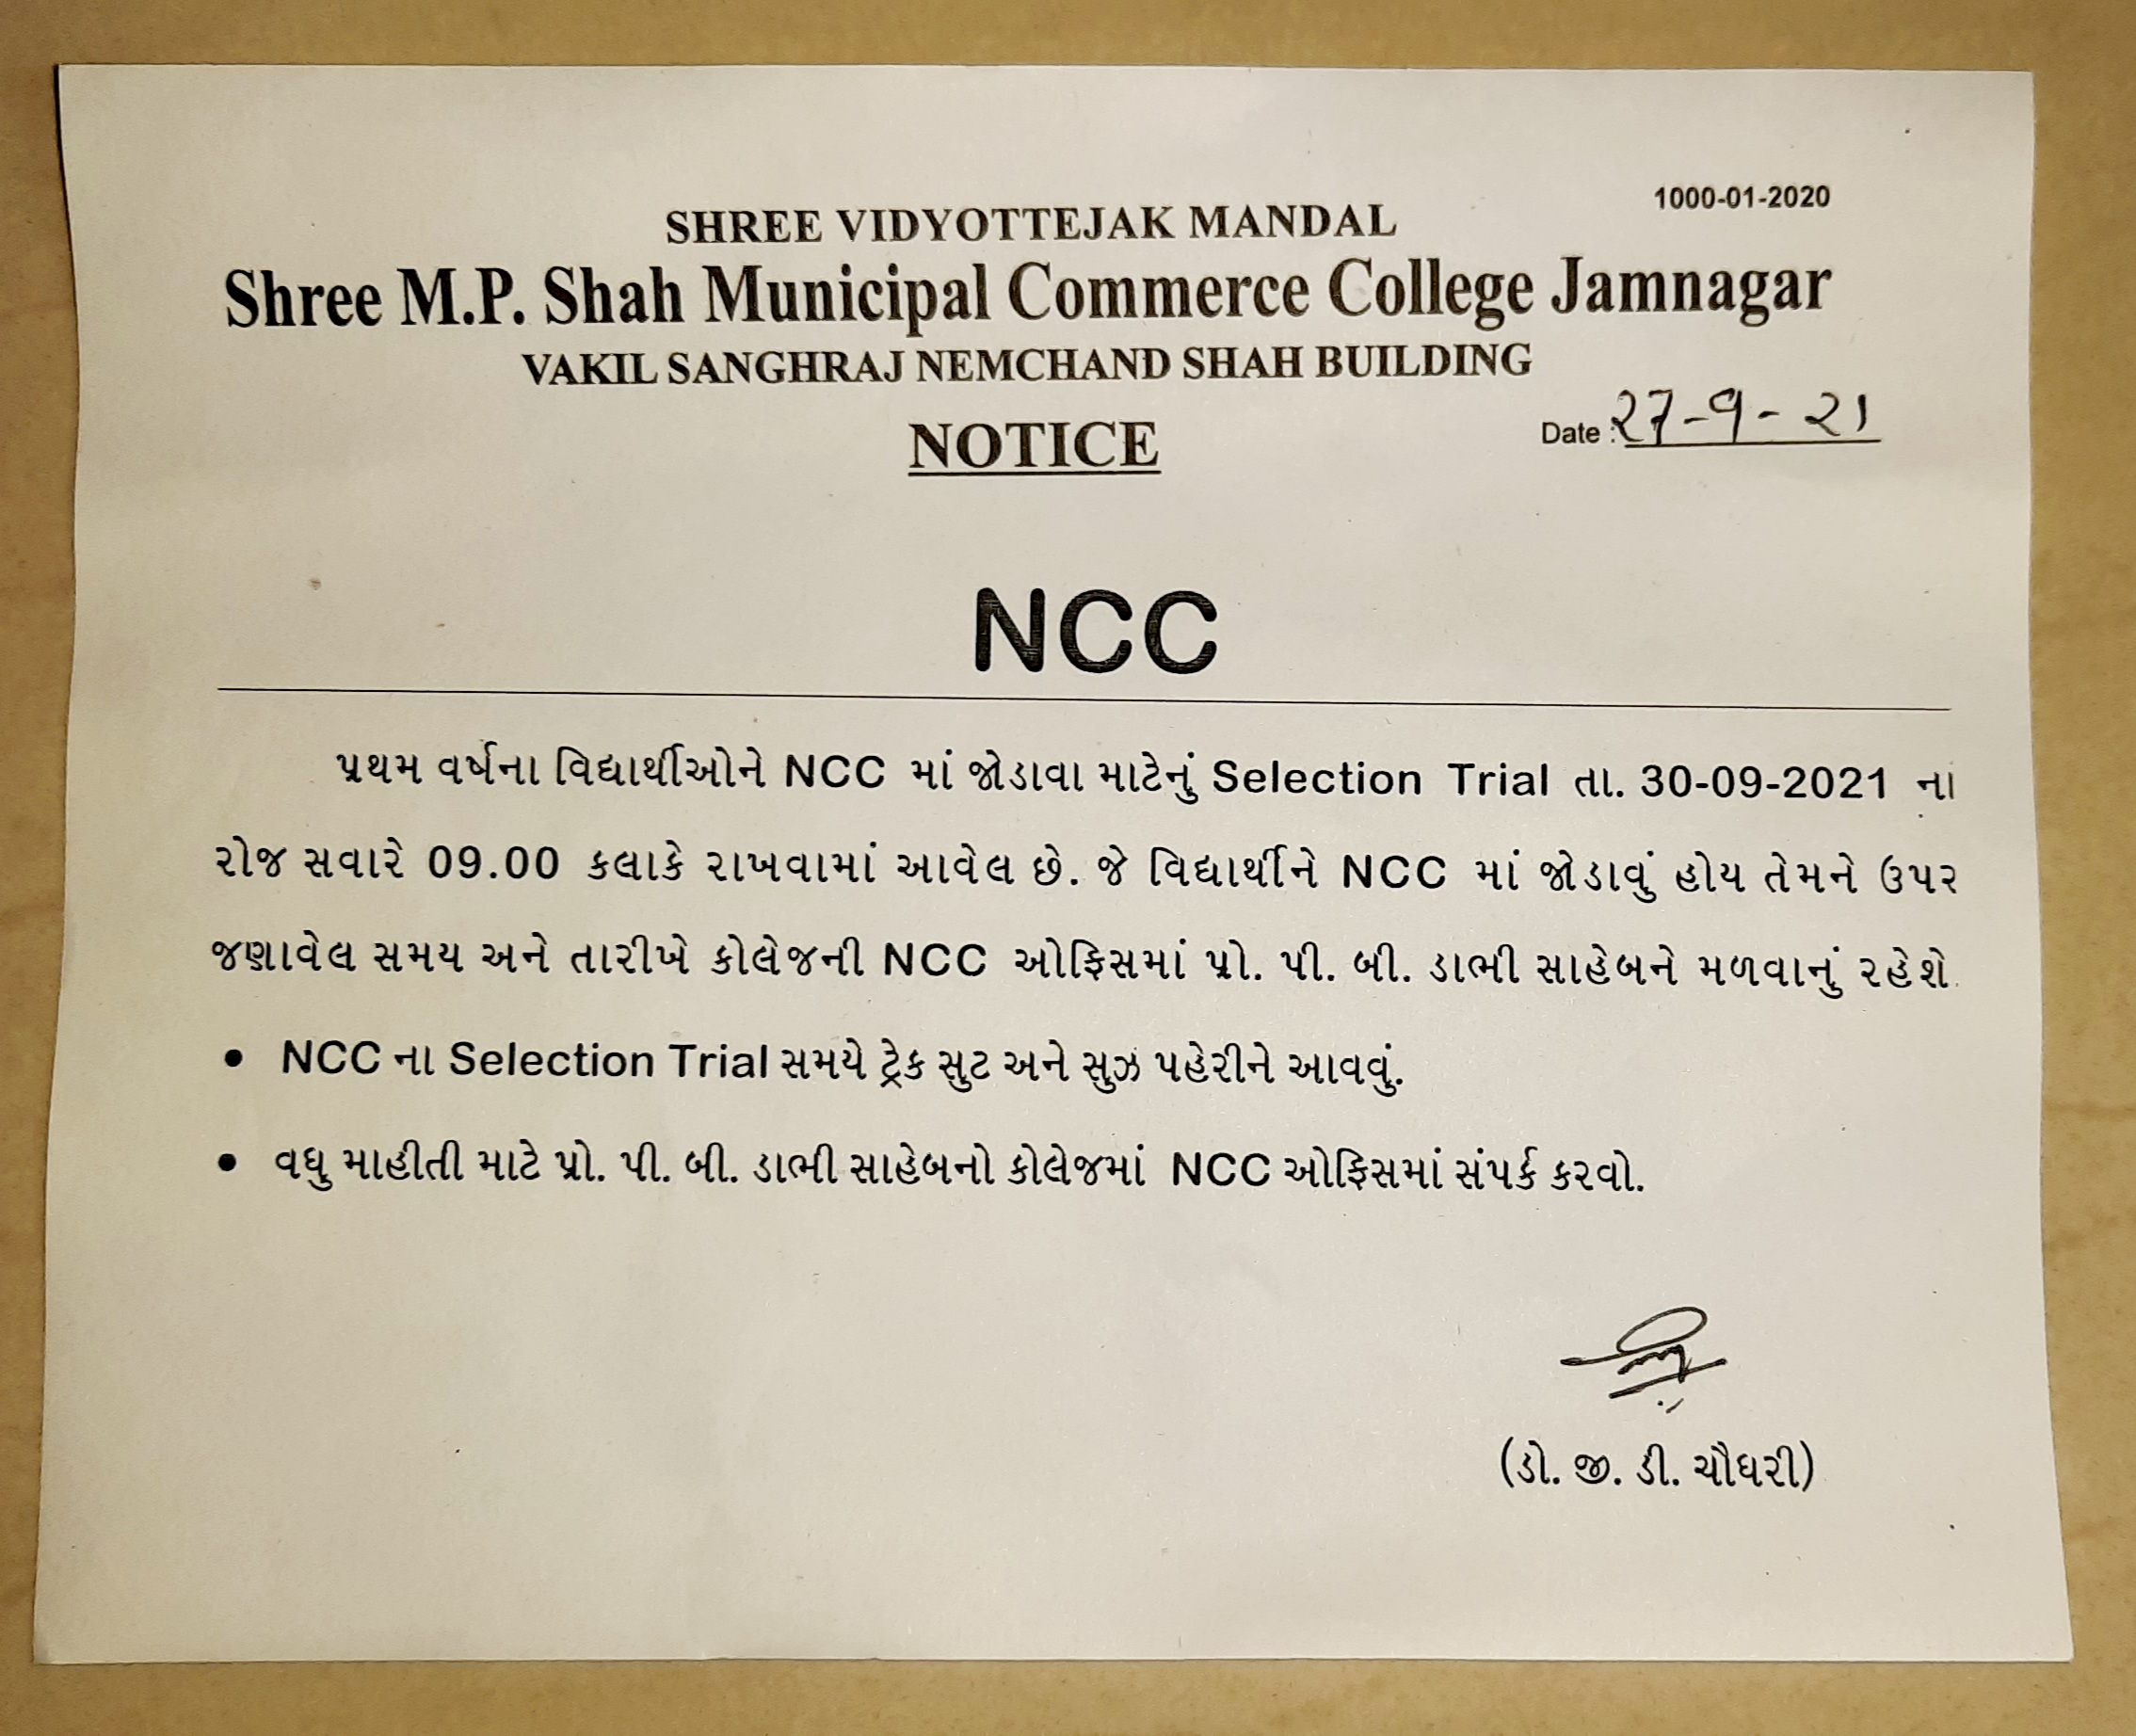 1000-01-2020
SHREE VIDYOTTEJAK MANDAL
Shree M.P. Shah Municipal Commerce College Jamnagar
VAKIL SANGHRAJ NEMCHAND SHAH BUILDING
NOTICE
Date : 27-9-21
NCC
પ્રથમ વર્ષના વિદ્યાર્થીઓને NCC માં જોડાવા માટેનું Selection Trial તા. 30-09-2021 ના
રોજ સવારે 09.00 કલાકે રાખવામાં આવેલ છે. જે વિદ્યાર્થીને NCC માં જોડાવું હોય તેમને ઉપર
જણાવેલ સમય અને તારીખે કોલેજની NCC ઓફિસમાં પ્રો. પી. બી. ડાભી સાહેબને મળવાનું રહેશે.
• NCC ના Selection Trial સમયે ટ્રેક સુટ અને સુઝ પહેરીને આવવું.
• વધુ માહીતી માટે પ્રો. પી. બી. ડાભી સાહેબનો કોલેજમાં NCC ઓફિસમાં સંપર્ક કરવો.
(ડો. જી. ડી. ચૌધરી)